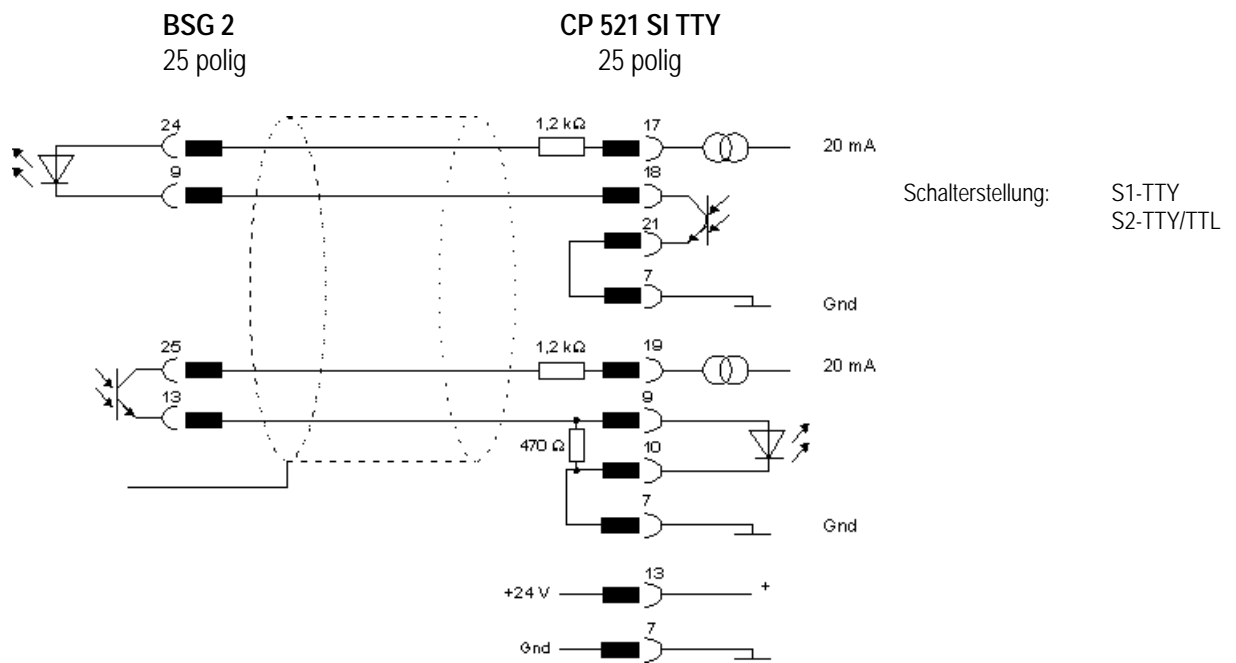 BSG 2
25 polig
CP 521 SI TTY
25 polig
24
1,2 kΩ
17
20 mA
9
18
Schalterstellung: S1-TTY
S2-TTY/TTL
21
7
Gnd
25
1,2 kΩ
19
20 mA
13
9
470 Ω
10
7
Gnd
13
+24 V
+
7
Gnd